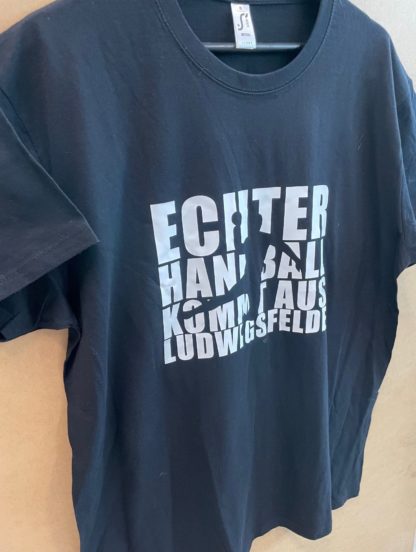 ECHTER
HANDBALL
KOMMT AUS
LUDWIGSFELDE